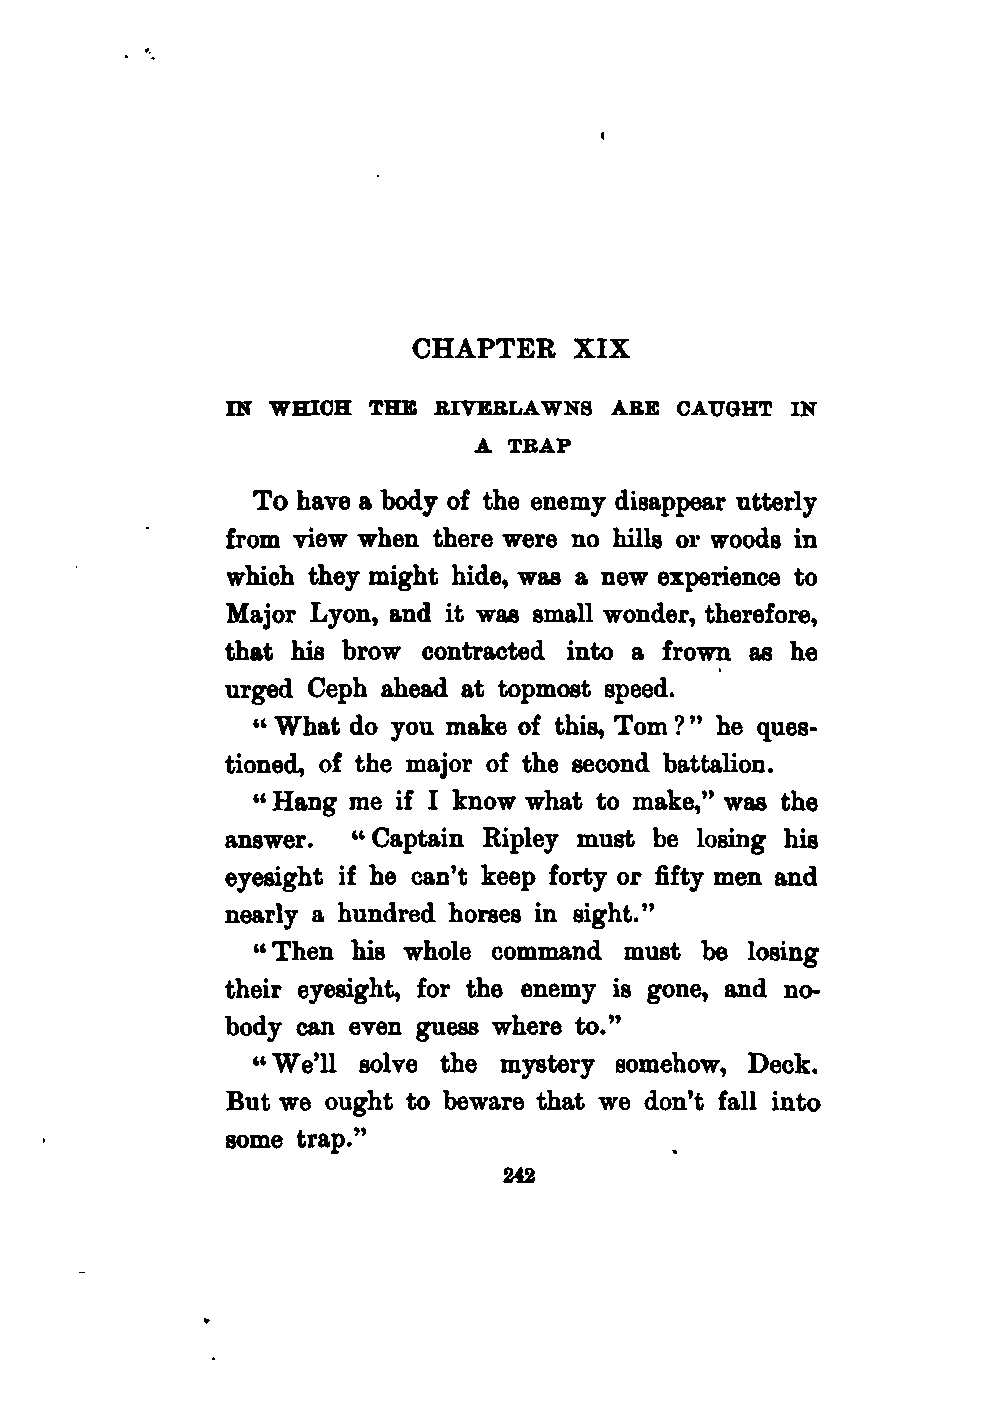 CHAPTER XIX
IN WHICH THE RIVERLAWNS ARE CAUGHT IN
A TRAP
To have a body of the enemy disappear utterly
from view when there were no hills or woods in
which they might hide, was a new experience to
Major Lyon, and it was small wonder, therefore,
that his brow contracted into a frown as he
urged Ceph ahead at topmost speed.
“What do you make of this, Tom?” he ques-
tioned, of the major of the second battalion.
“Hang me if I know what to make,” was the
answer. “Captain Ripley must be losing his
eyesight if he can't keep forty or fifty men and
nearly a hundred horses in sight.”
“Then his whole command must be losing
their eyesight, for the enemy is gone, and no-
body can even guess where to.”
“We'll solve the mystery somehow, Deck.
But we ought to beware that we don't fall into
some trap.”
242